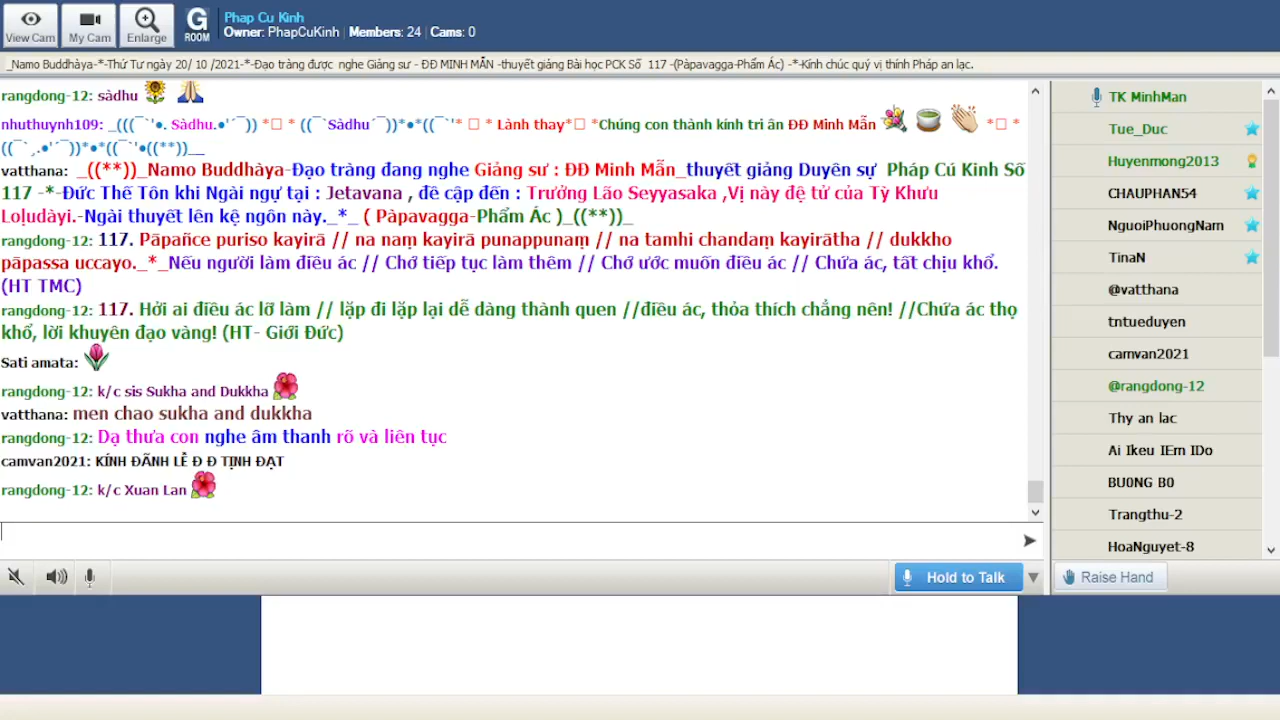 View Cam
My Cam
Enlarge
G
ROOM
Phap Cu Kinh
Owner: PhapCuKinh | Members: 24 | Cams: 0
_Namo Buddhàya-*-Thứ Tư ngày 20/ 10 /2021-*-Đạo tràng được nghe Giảng sư - ĐĐ MINH MẪN -thuyết giảng Bài học PCK Số 117 -(Pàpavagga-Phẩm Ác) -*-Kính chúc quý vị thính Pháp an lạc.
rangdong-12: sàdhu
nhuthuynh109: _(((¯`'•. Sàdhu.•'´¯)) *
* ((¯`Sàdhu´¯))*•*((¯`'*
* Lành thay*
*Chúng con thành kính tri ân ĐĐ Minh Mẫn
((¯`¸.•'´¯))*•*((¯`'•((**))__
vatthana: _((**))_Namo Buddhàya-Đạo tràng đang nghe Giảng sư : ĐĐ Minh Mẫn_thuyết giảng Duyên sự Pháp Cú Kinh Số
117 -*-Đức Thế Tôn khi Ngài ngự tại : Jetavana , đề cập đến : Trưởng Lão Seyyasaka ,Vị này đệ tử của Tỳ Khưu
Loḷudàyi.-Ngài thuyết lên kệ ngôn này._*_ ( Pàpavagga-Phẩm Ác )_((**))_
rangdong-12: 117. Pāpañce puriso kayirā // na naṃ kayirā punappunaṃ // na tamhi chandaṃ kayirātha // dukkho
pāpassa uccayo._*_Nếu người làm điều ác // Chớ tiếp tục làm thêm // Chớ ước muốn điều ác // Chứa ác, tất chịu khổ.
(HT TMC)
rangdong-12: 117. Hởi ai điều ác lỡ làm // lặp đi lặp lại dễ dàng thành quen //điều ác, thỏa thích chẳng nên! //Chứa ác thọ
khổ, lời khuyên đạo vàng! (HT- Giới Đức)
Sati amata:
rangdong-12: k/c sis Sukha and Dukkha
vatthana: men chao sukha and dukkha
rangdong-12: Dạ thưa con nghe âm thanh rõ và liên tục
camvan2021: KÍNH ĐÃNH LỄ Đ Đ TỊNH ĐẠT
rangdong-12: k/c Xuan Lan
Hold to Talk
TK MinhMan
Tue_Duc
Huyenmong2013
CHAUPHAN54
NguoiPhuongNam
TinaN
@vatthana
tntueduyen
camvan2021
@rangdong-12
Thy an lac
Ai Ikeu IEm IDo
BU0NG B0
Trangthu-2
HoaNguyet-8
Raise Hand